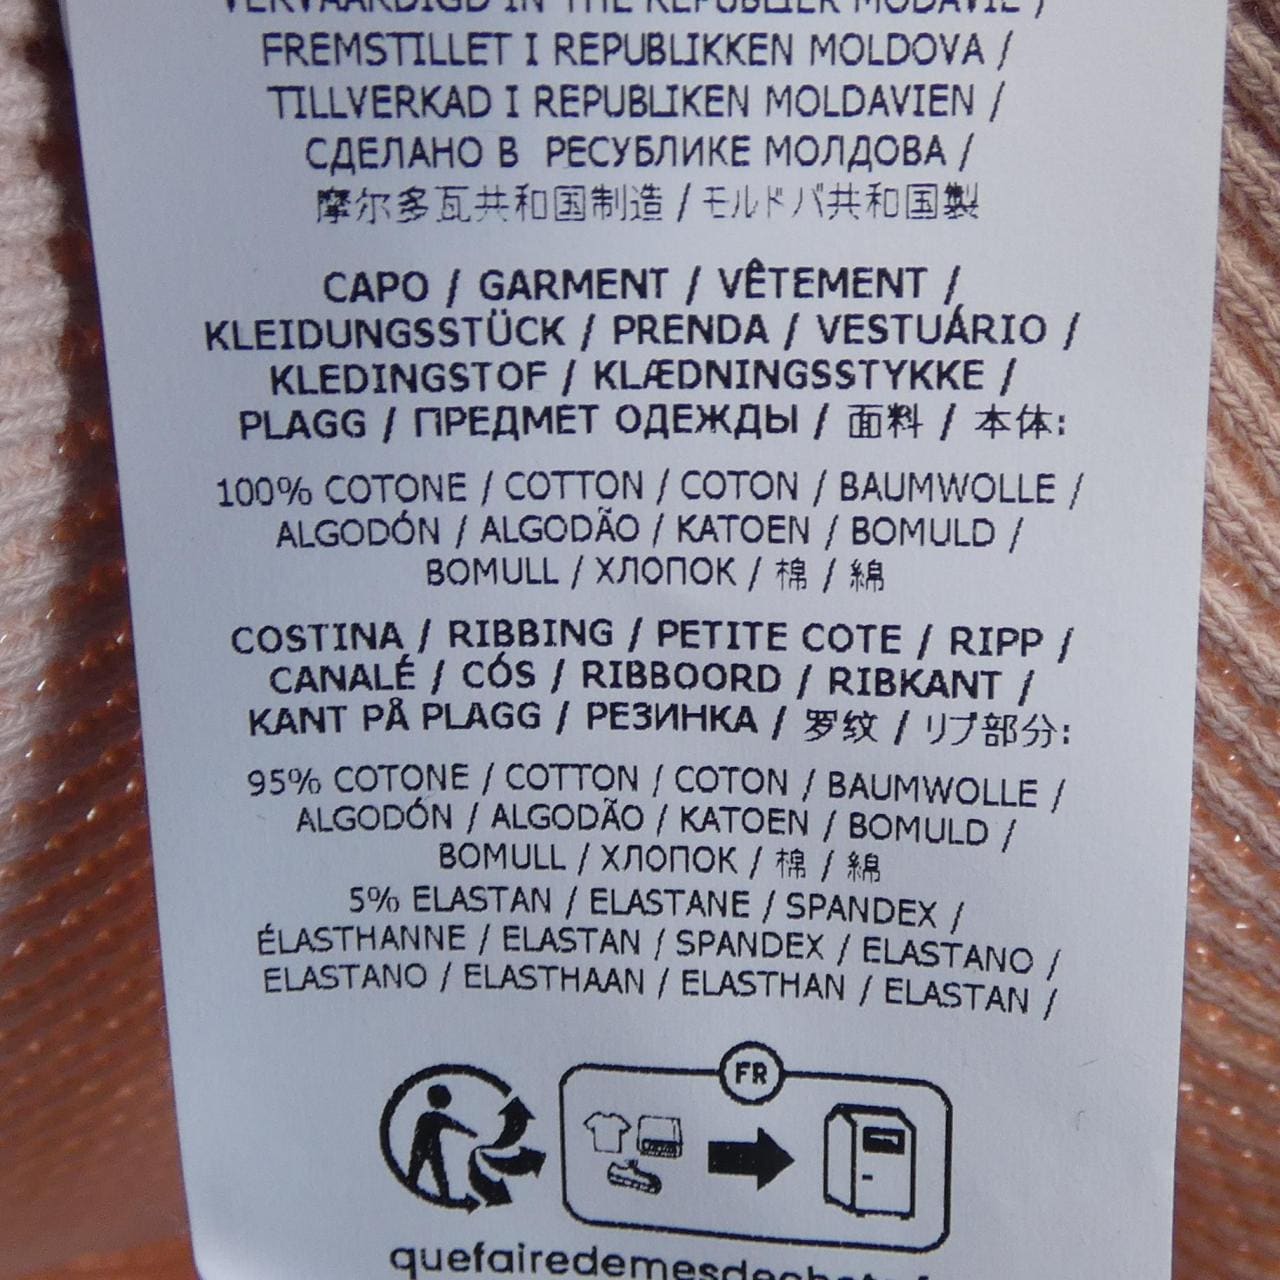 VERVAARDIGD IN THE REPUBLIEK MODAVIË /
FREMSTILLET I REPUBLIKKEN MOLDOVA /
TILLVERKAD I REPUBLIKEN MOLDAVIEN /
СДЕЛАНО В РЕСУБЛИКЕ МОЛДОВА /
摩尔多瓦共和国制造 / モルドバ共和国製
CAPO / GARMENT / VÊTEMENT /
KLEIDUNGSSTÜCK / PRENDA / VESTUÁRIO /
KLEDINGSTOF / KLÆDNINGSSTYKKE /
PLAGG / ПРЕДМЕТ ОДЕЖДЫ / 面料 / 本体:
100% COTONE / COTTON / COTON / BAUMWOLLE /
ALGODÓN / ALGODÃO / KATOEN / BOMULD /
BOMULL / ХЛОПОК / 棉 / 綿
COSTINA / RIBBING / PETITE COTE / RIPP /
CANALÉ / CÓS / RIBBOORD / RIBKANT /
KANT PÅ PLAGG / РЕЗИНКА / 罗纹 / リブ部分:
95% COTONE / COTTON / COTON / BAUMWOLLE /
ALGODÓN / ALGODÃO / KATOEN / BOMULD /
BOMULL / ХЛОПОК / 棉 / 綿
5% ELASTAN / ELASTANE / SPANDEX /
ÉLASTHANNE / ELASTAN / SPANDEX / ELASTANO /
ELASTANO / ELASTHAAN / ELASTHAN / ELASTAN /
FR